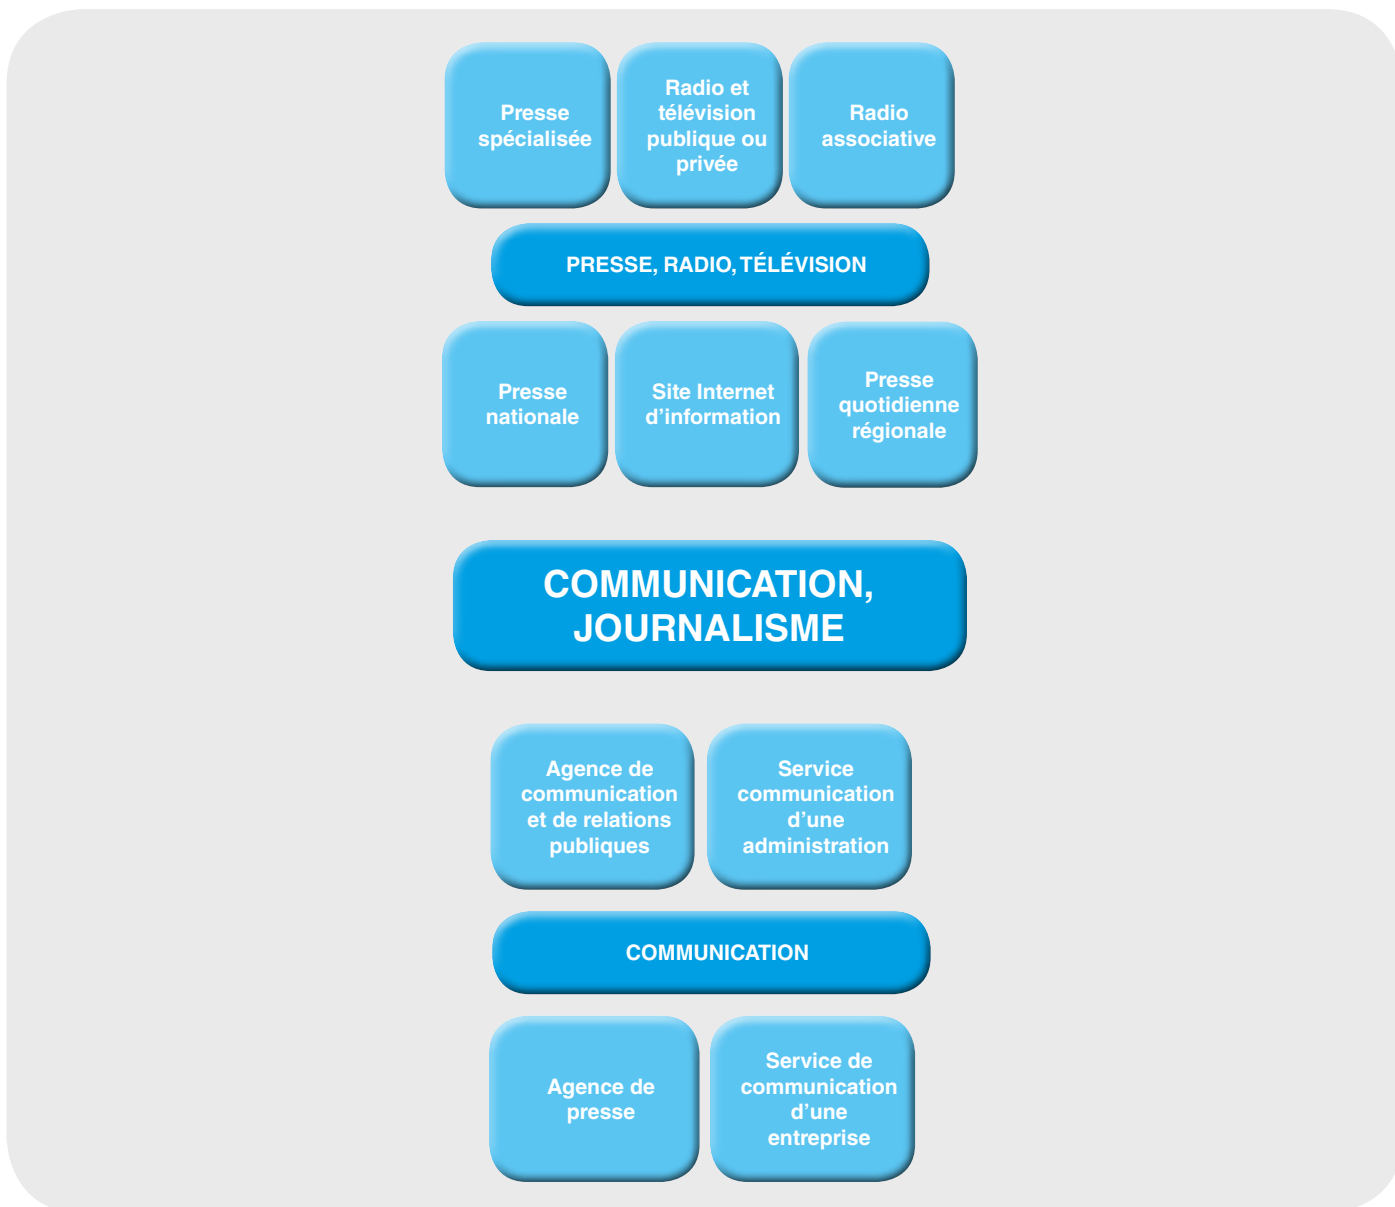 Presse
spécialisée
Radio et
télévision
publique ou
privée
Radio
associative
PRESSE, RADIO, TÉLÉVISION
Presse
nationale
Site Internet
d’information
Presse
quotidienne
régionale
COMMUNICATION,
JOURNALISME
Agence de
communication
et de relations
publiques
Service
communication
d’une
administration
COMMUNICATION
Agence de
presse
Service de
communication
d’une
entreprise